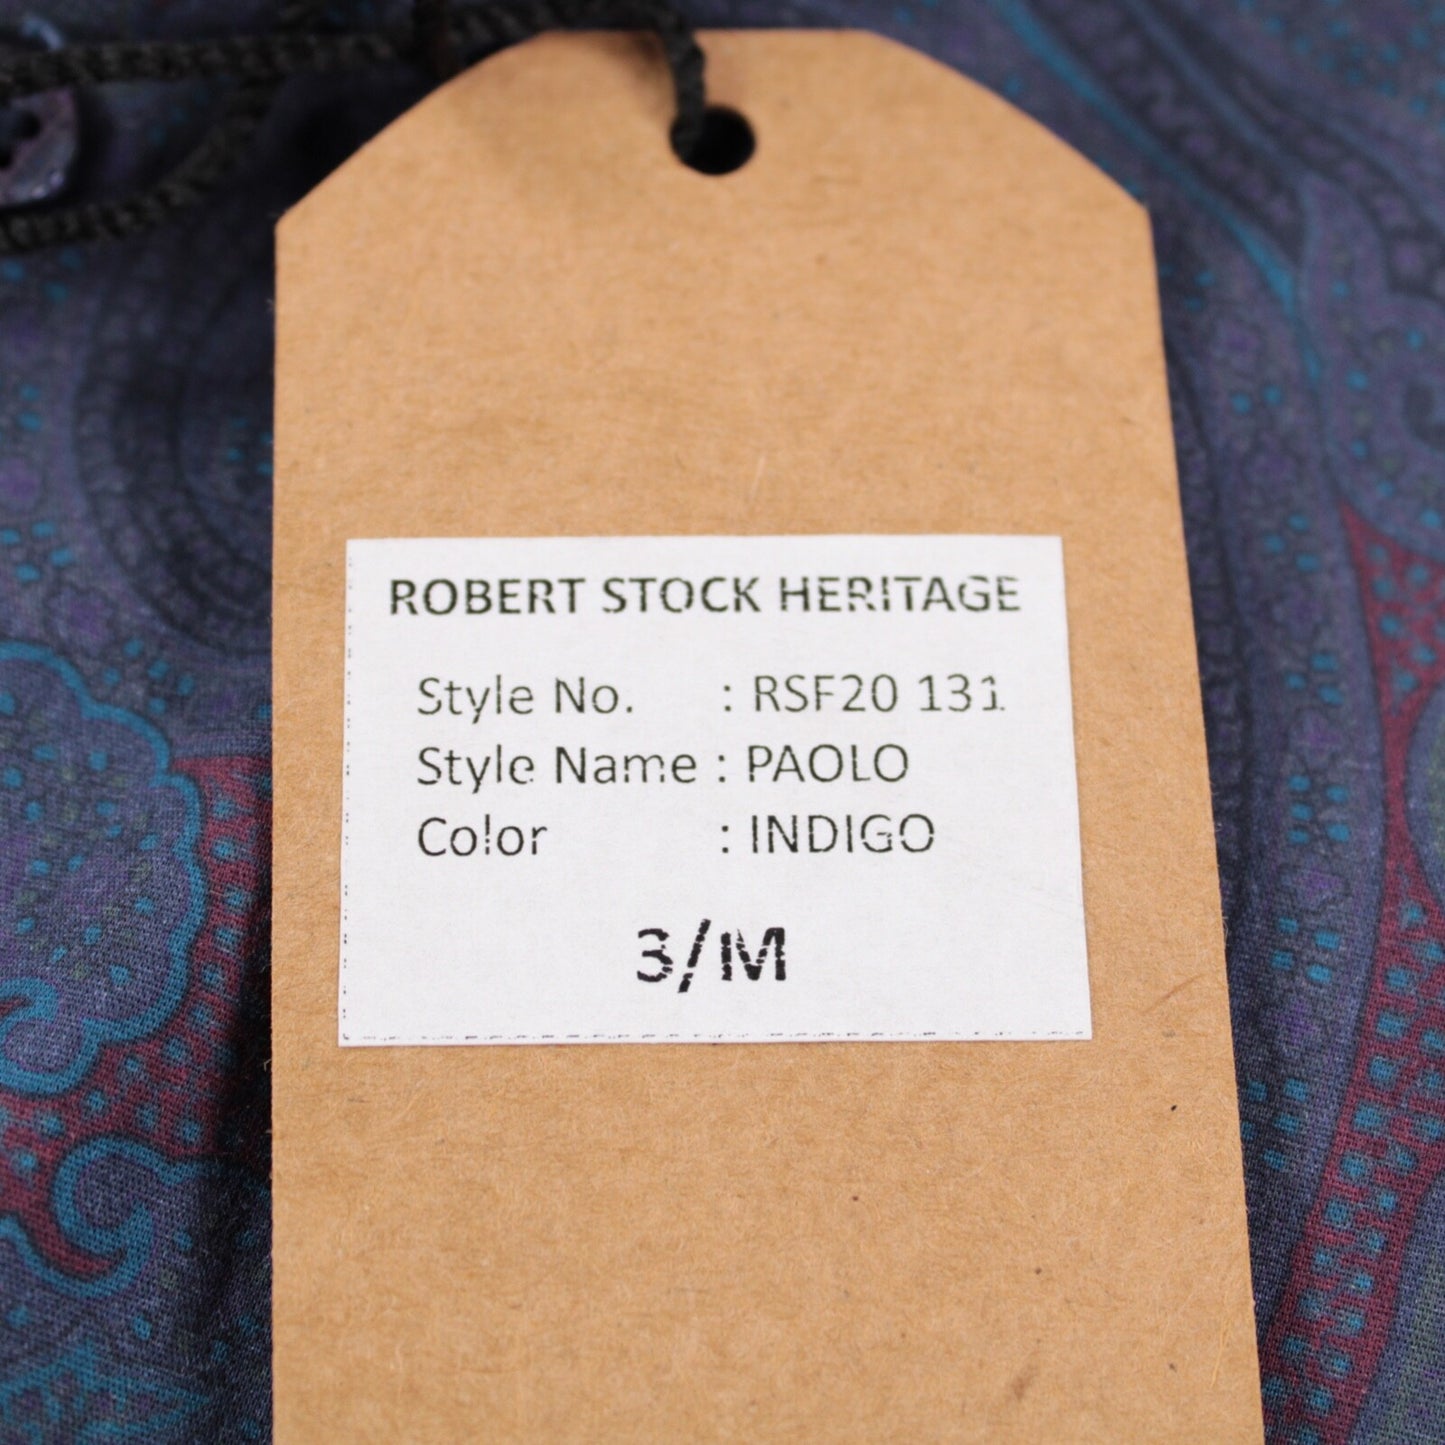 ROBERT STOCK HERITAGE
Style No. : RSF20 131
Style Name : PAOLO
Color : INDIGO
3/M